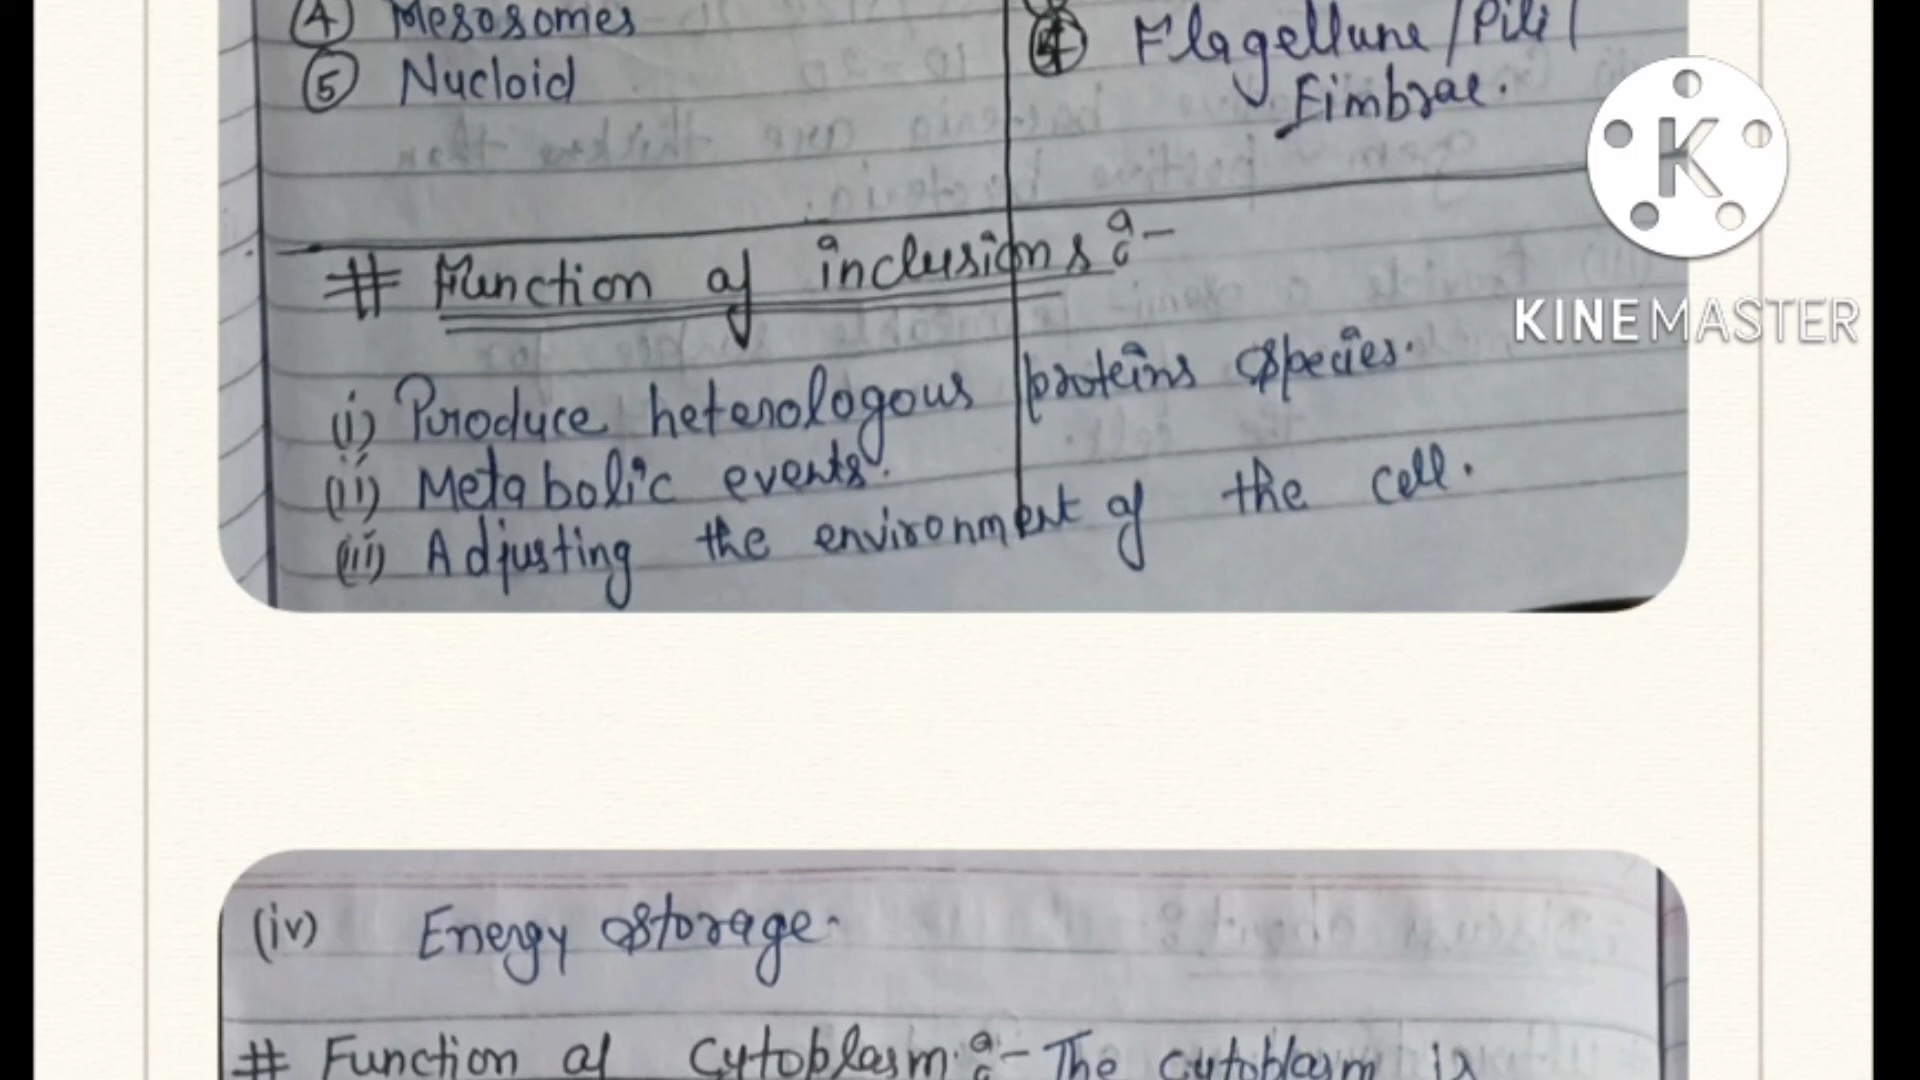 ④ Mesosomes
⑤ Nucloid
④ Flagellune/Pili/
Fimbrae.
# Function of inclusions:-
(i) Produce heterologous proteins species.
(ii) Metabolic events.
(iii) Adjusting the environment of the cell.
(iv) Energy storage.
# Function of Cytoplasm:- The cytoplasm is
K
KINEMASTER